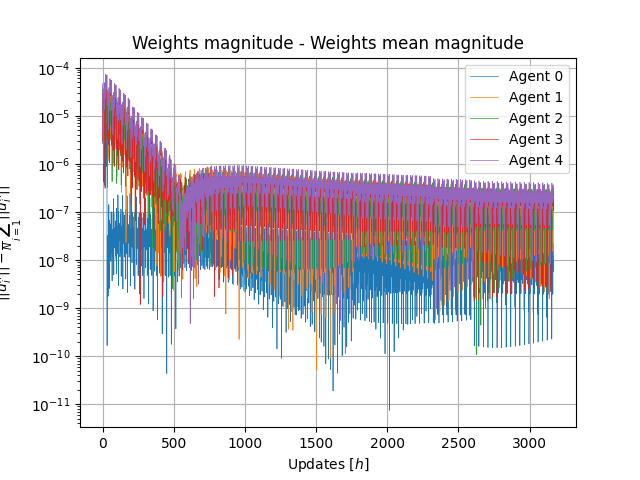 Weights magnitude - Weights mean magnitude
10⁻⁴
10⁻⁵
10⁻⁶
10⁻⁷
10⁻⁸
10⁻⁹
10⁻¹⁰
10⁻¹¹
0 500 1000 1500 2000 2500 3000
Updates [h]
Agent 0
Agent 1
Agent 2
Agent 3
Agent 4